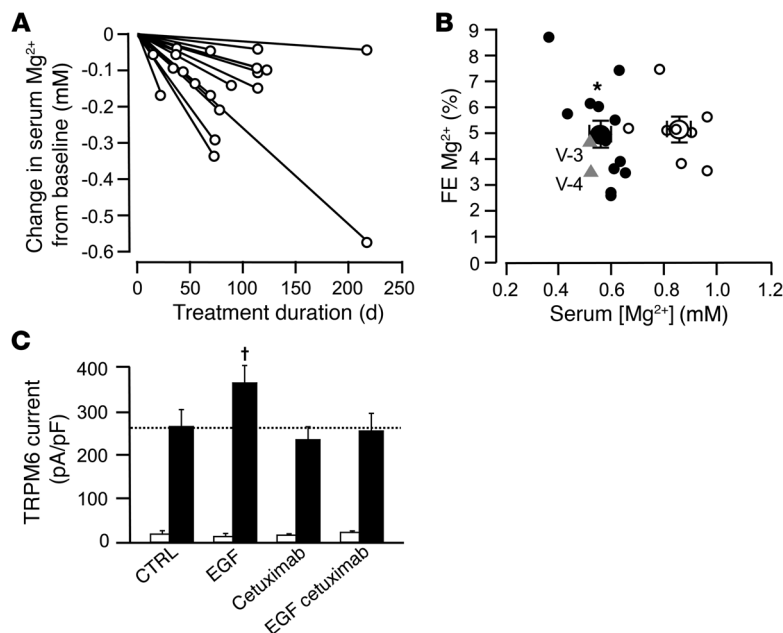 A
Change in serum Mg²⁺
from baseline (mM)
0
-0.1
-0.2
-0.3
-0.4
-0.5
-0.6
0 50 100 150 200 250
Treatment duration (d)
B
FE Mg²⁺ (%)
9
8
7
6
5
4
3
2
1
0
*
V-3
V-4
0.2 0.4 0.6 0.8 1.0 1.2
Serum [Mg²⁺] (mM)
C
TRPM6 current
(pA/pF)
400
300
200
100
0
†
CTRL
EGF
Cetuximab
EGF cetuximab